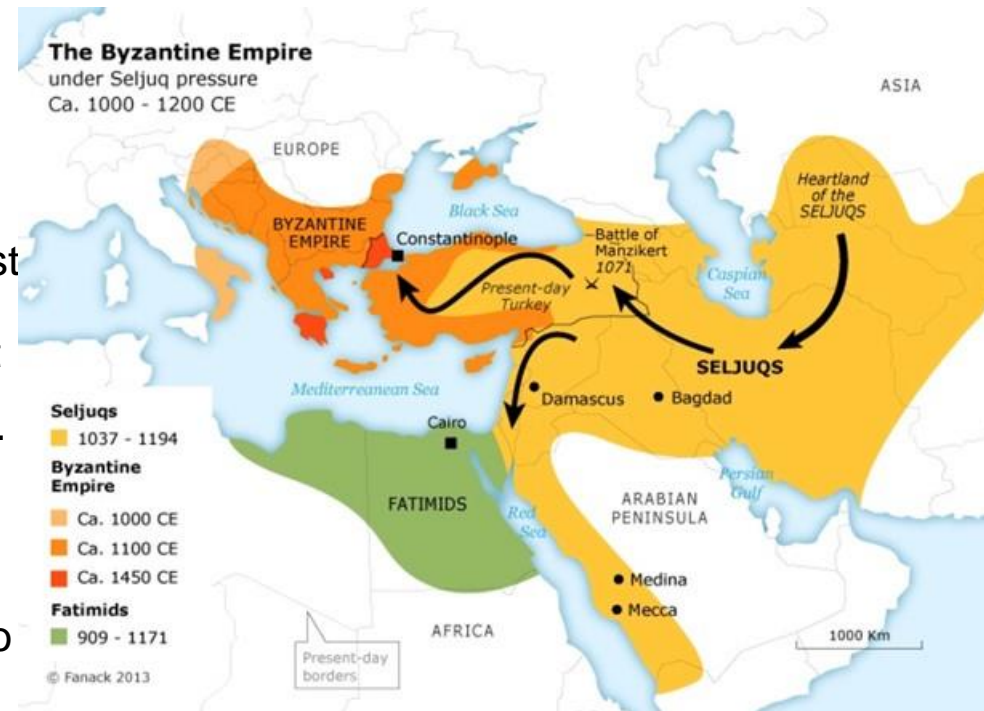 The Byzantine Empire
under Seljuq pressure
Ca. 1000 - 1200 CE
ASIA
EUROPE
Heartland
of the
SELJUQS
BYZANTINE
EMPIRE
Black Sea
Constantinople
Battle of
Manzikert
1071
Caspian
Sea
Present-day
Turkey
SELJUQS
Mediterranean Sea
Damascus
Bagdad
Cairo
Persian
Gulf
FATIMIDS
ARABIAN
PENINSULA
Red
Sea
Medina
Mecca
AFRICA
1000 Km
Present-day
borders
Seljuqs
1037 - 1194
Byzantine
Empire
Ca. 1000 CE
Ca. 1100 CE
Ca. 1450 CE
Fatimids
909 - 1171
© Fanack 2013
st
.
o